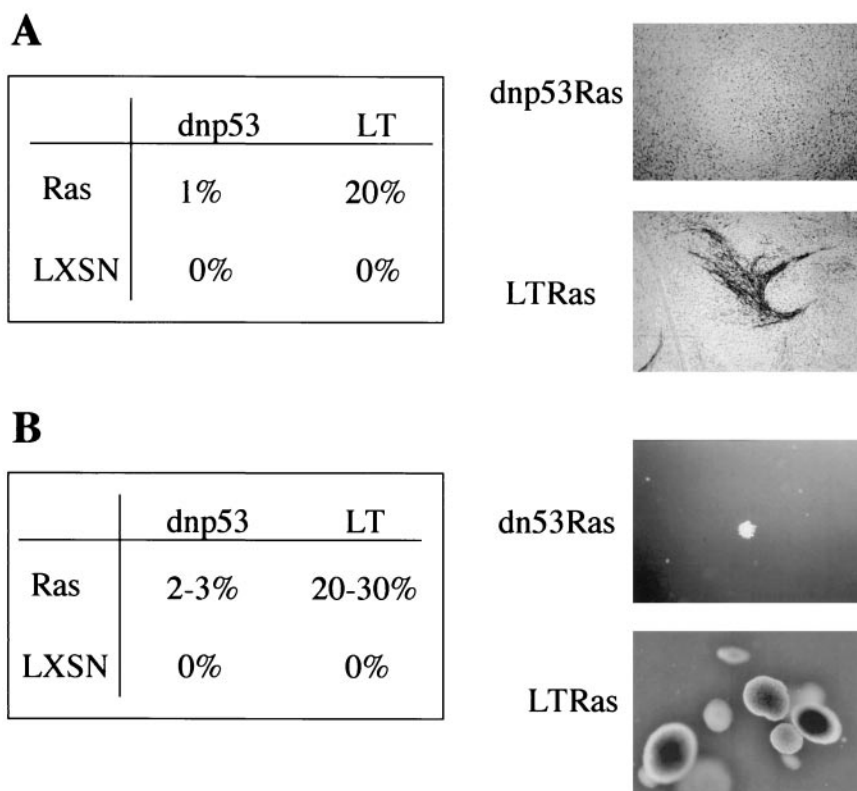 A
dnp53 LT
Ras 1% 20%
LXSN 0% 0%
dnp53Ras
LTRas
B
dnp53 LT
Ras 2-3% 20-30%
LXSN 0% 0%
dn53Ras
LTRas